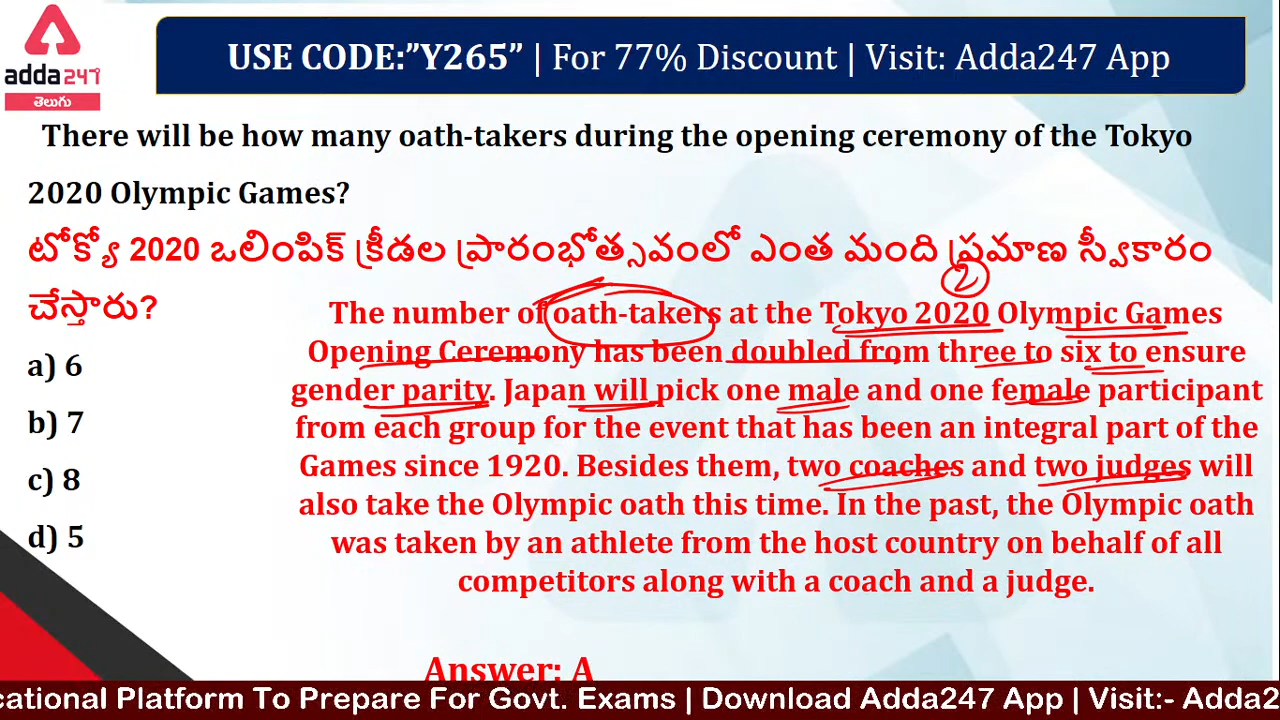 adda247
తెలుగు
USE CODE:”Y265” | For 77% Discount | Visit: Adda247 App
There will be how many oath-takers during the opening ceremony of the Tokyo
2020 Olympic Games?
టోక్యో 2020 ఒలింపిక్ క్రీడల ప్రారంభోత్సవంలో ఎంత మంది ప్రమాణ స్వీకారం
చేస్తారు?
2
The number of oath-takers at the Tokyo 2020 Olympic Games
Opening Ceremony has been doubled from three to six to ensure
gender parity. Japan will pick one male and one female participant
from each group for the event that has been an integral part of the
Games since 1920. Besides them, two coaches and two judges will
also take the Olympic oath this time. In the past, the Olympic oath
was taken by an athlete from the host country on behalf of all
competitors along with a coach and a judge.
a) 6
b) 7
c) 8
d) 5
Answer: A
cational Platform To Prepare For Govt. Exams | Download Adda247 App | Visit:- Adda2